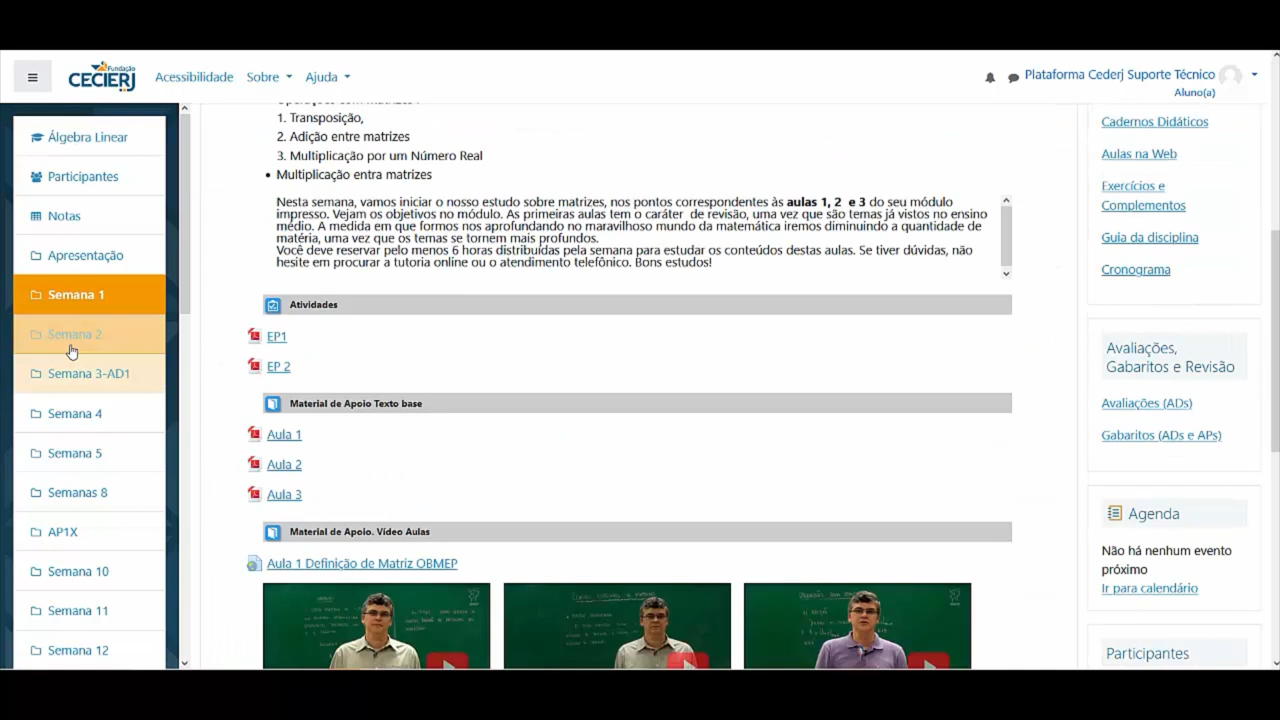 Fundação
CECIERJ
Acessibilidade
Sobre
Ajuda
Plataforma Cederj Suporte Técnico
Aluno(a)
Álgebra Linear
Participantes
Notas
Apresentação
Semana 1
Semana 2
Semana 3-AD1
Semana 4
Semana 5
Semanas 8
AP1X
Semana 10
Semana 11
Semana 12
1. Transposição,
2. Adição entre matrizes
3. Multiplicação por um Número Real
• Multiplicação entra matrizes
Nesta semana, vamos iniciar o nosso estudo sobre matrizes, nos pontos correspondentes às aulas 1, 2 e 3 do seu módulo
impresso. Vejam os objetivos no módulo. As primeiras aulas tem o caráter de revisão, uma vez que são temas já vistos no ensino
médio. A medida em que formos nos aprofundando no maravilhoso mundo da matemática iremos diminuindo a quantidade de
matéria, uma vez que os temas se tornem mais profundos.
Você deve reservar pelo menos 6 horas distribuídas pela semana para estudar os conteúdos destas aulas. Se tiver dúvidas, não
hesite em procurar a tutoria online ou o atendimento telefônico. Bons estudos!
Atividades
EP1
EP 2
Material de Apoio Texto base
Aula 1
Aula 2
Aula 3
Material de Apoio. Vídeo Aulas
Aula 1 Definição de Matriz OBMEP
Cadernos Didáticos
Aulas na Web
Exercícios e
Complementos
Guia da disciplina
Cronograma
Avaliações,
Gabaritos e Revisão
Avaliações (ADs)
Gabaritos (ADs e APs)
Agenda
Não há nenhum evento
próximo
Ir para calendário
Participantes